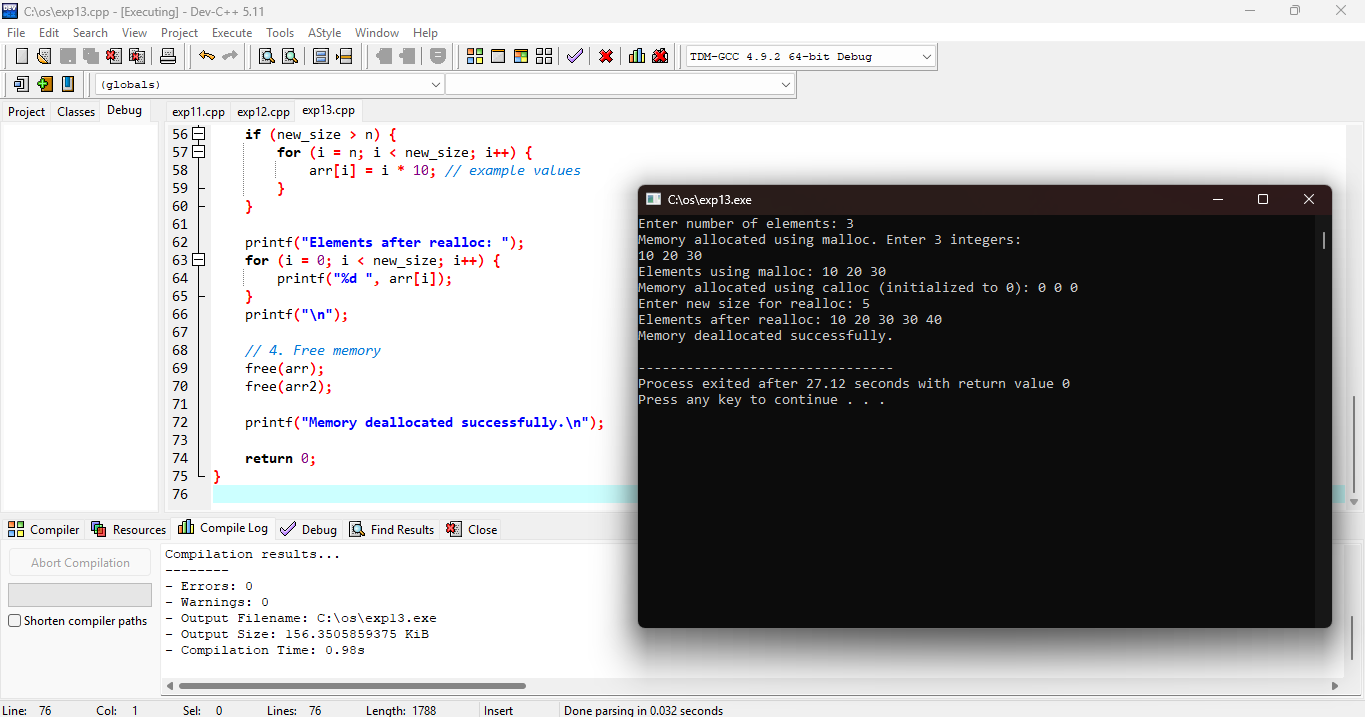 C:\os\exp13.cpp - [Executing] - Dev-C++ 5.11
File Edit Search View Project Execute Tools AStyle Window Help
TDM-GCC 4.9.2 64-bit Debug
(globals)
Project Classes Debug
exp11.cpp exp12.cpp exp13.cpp
56 if (new_size > n) {
57 for (i = n; i < new_size; i++) {
58 arr[i] = i * 10; // example values
59 }
60 }
61
62 printf("Elements after realloc: ");
63 for (i = 0; i < new_size; i++) {
64 printf("%d ", arr[i]);
65 }
66 printf("\n");
67
68 // 4. Free memory
69 free(arr);
70 free(arr2);
71
72 printf("Memory deallocated successfully.\n");
73
74 return 0;
75 }
76
C:\os\exp13.exe
Enter number of elements: 3
Memory allocated using malloc. Enter 3 integers:
10 20 30
Elements using malloc: 10 20 30
Memory allocated using calloc (initialized to 0): 0 0 0
Enter new size for realloc: 5
Elements after realloc: 10 20 30 30 40
Memory deallocated successfully.
--------------------------------
Process exited after 27.12 seconds with return value 0
Press any key to continue . . .
Compiler Resources Compile Log Debug Find Results Close
Abort Compilation
Shorten compiler paths
Compilation results...
--------
- Errors: 0
- Warnings: 0
- Output Filename: C:\os\exp13.exe
- Output Size: 156.3505859375 KiB
- Compilation Time: 0.98s
Line: 76 Col: 1 Sel: 0 Lines: 76 Length: 1788 Insert Done parsing in 0.032 seconds